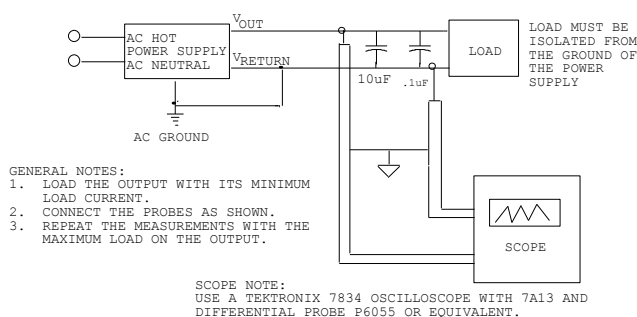 V OUT
AC HOT
POWER SUPPLY
AC NEUTRAL
V RETURN
10uF
.1uF
LOAD
LOAD MUST BE
ISOLATED FROM
THE GROUND OF
THE POWER
SUPPLY
AC GROUND
GENERAL NOTES:
1. LOAD THE OUTPUT WITH ITS MINIMUM
LOAD CURRENT.
2. CONNECT THE PROBES AS SHOWN.
3. REPEAT THE MEASUREMENTS WITH THE
MAXIMUM LOAD ON THE OUTPUT.
SCOPE
SCOPE NOTE:
USE A TEKTRONIX 7834 OSCILLOSCOPE WITH 7A13 AND
DIFFERENTIAL PROBE P6055 OR EQUIVALENT.